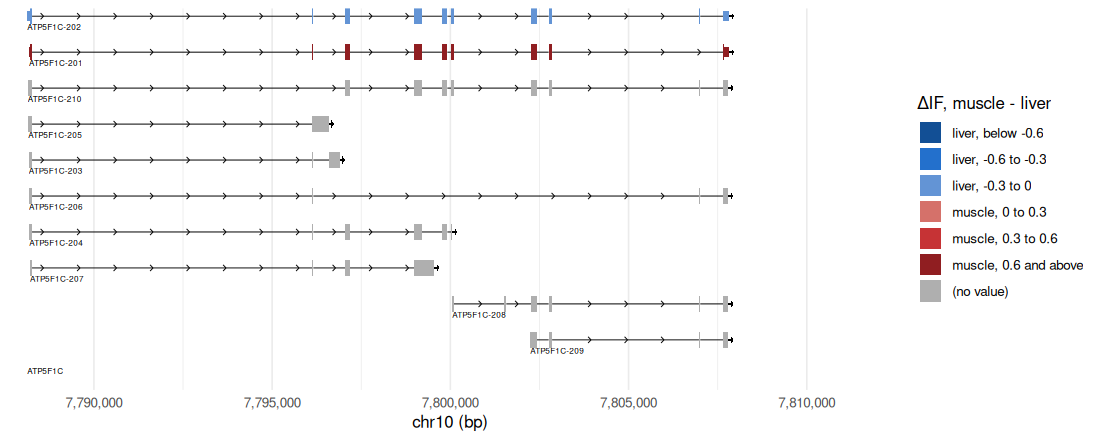 ATP5F1C-202
ATP5F1C-201
ATP5F1C-210
ATP5F1C-205
ATP5F1C-203
ATP5F1C-206
ATP5F1C-204
ATP5F1C-207
ATP5F1C-208
ATP5F1C-209
ATP5F1C
7,790,000 7,795,000 7,800,000 7,805,000 7,810,000
chr10 (bp)
ΔIF, muscle - liver
liver, below -0.6
liver, -0.6 to -0.3
liver, -0.3 to 0
muscle, 0 to 0.3
muscle, 0.3 to 0.6
muscle, 0.6 and above
(no value)